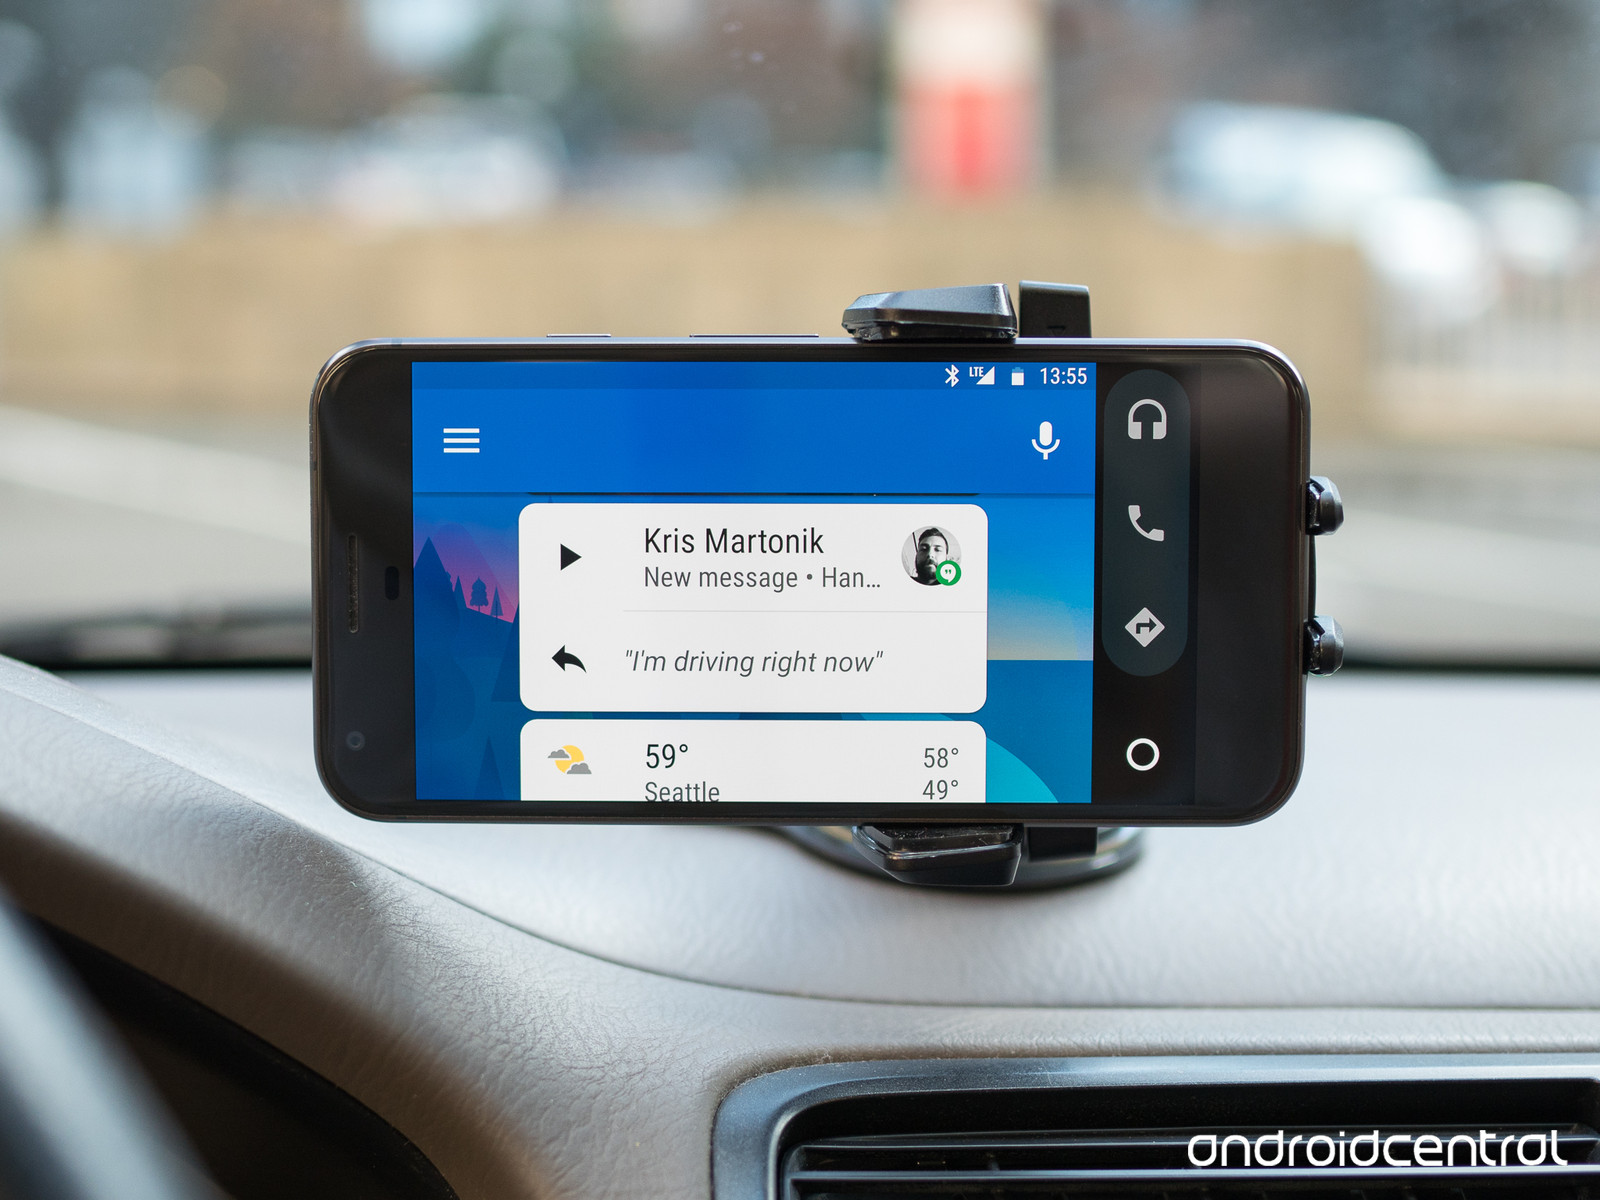 LTE 13:55
Kris Martonik
New message • Han...
"I'm driving right now"
59° 58°
Seattle 49°
androidcentral